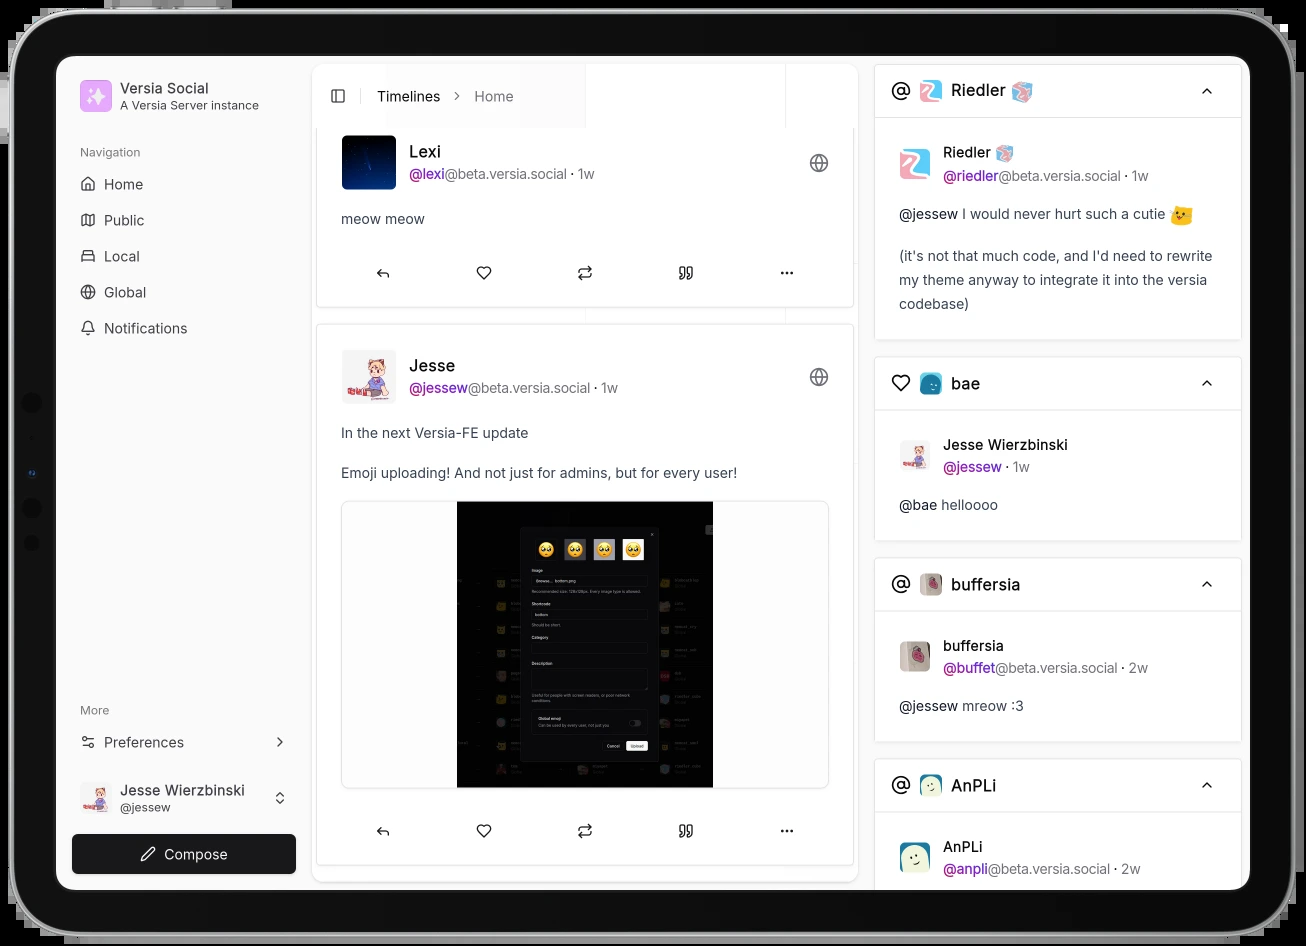 Versia Social
A Versia Server instance
Navigation
Home
Public
Local
Global
Notifications
More
Preferences
Jesse Wierzbinski
@jessew
Compose
Timelines
Home
Lexi
@lexi@beta.versia.social · 1w
meow meow
Jesse
@jessew@beta.versia.social · 1w
In the next Versia-FE update
Emoji uploading! And not just for admins, but for every user!
Image
Browse... bottom.png
Recommended size: 128x128px. Every image type is allowed.
Shortcode
bottom
Should be short.
Category
Description
Useful for people with screen readers, or poor network
conditions.
Global emoji
Can be used by every user, not just you
Cancel
Upload
Riedler
Riedler
@riedler@beta.versia.social · 1w
@jessew I would never hurt such a cutie
(it's not that much code, and I'd need to rewrite
my theme anyway to integrate it into the versia
codebase)
bae
Jesse Wierzbinski
@jessew · 1w
@bae helloooo
buffersia
buffersia
@buffet@beta.versia.social · 2w
@jessew mreow :3
AnPLi
AnPLi
@anpli@beta.versia.social · 2w